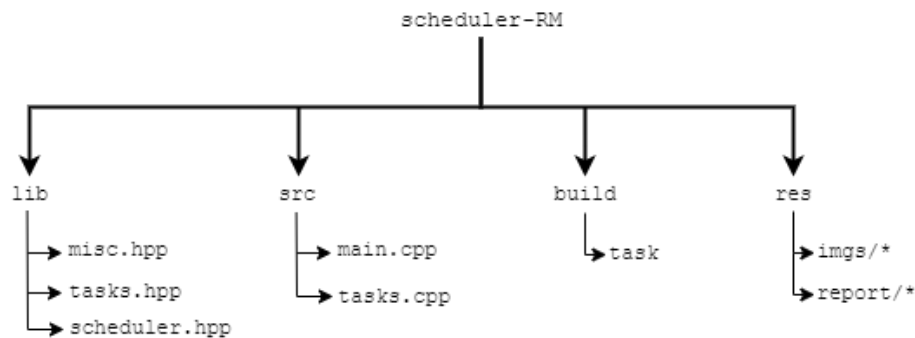 scheduler-RM
lib src build res
misc.hpp main.cpp task imgs/*
tasks.hpp tasks.cpp report/*
scheduler.hpp